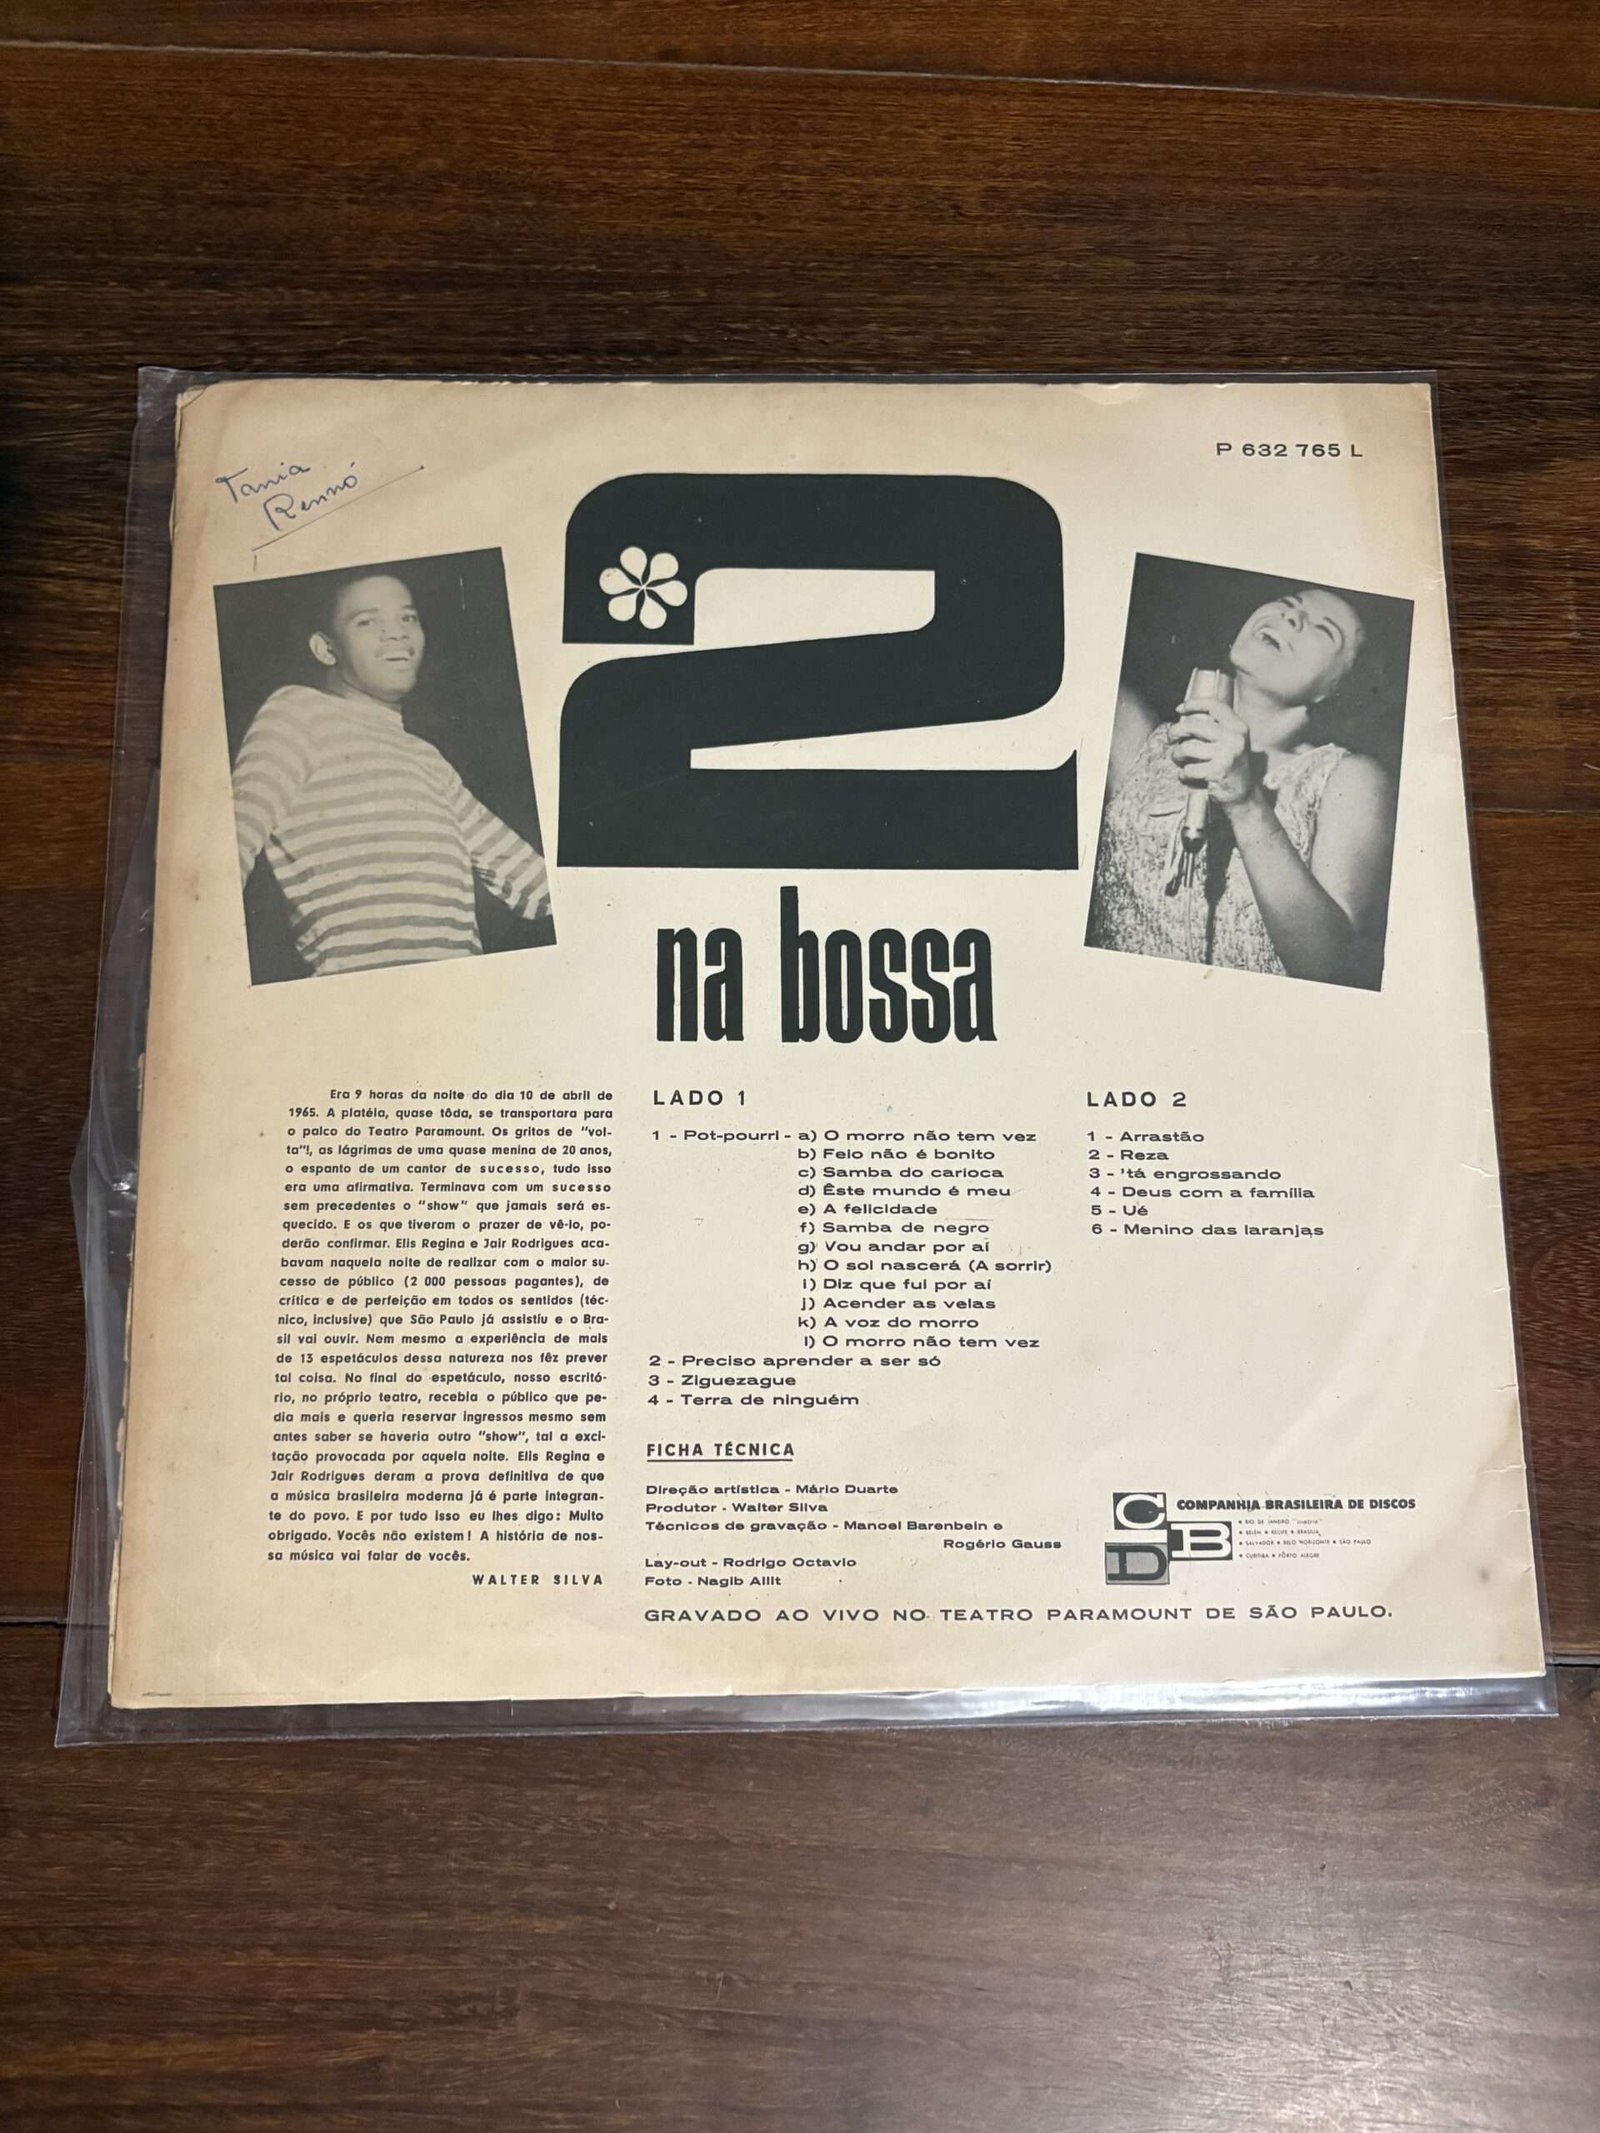 Tania
Rennó
P 632 765 L
2
na bossa
Era 9 horas da noite do dia 10 de abril de
1965. A platéia, quase tôda, se transportara para
o palco do Teatro Paramount. Os gritos de "vol-
ta"!, as lágrimas de uma quase menina de 20 anos,
o espanto de um cantor de sucesso, tudo isso
era uma afirmativa. Terminava com um sucesso
sem precedentes o "show" que jamais será es-
quecido. E os que tiveram o prazer de vê-lo, po-
derão confirmar. Elis Regina e Jair Rodrigues aca-
bavam naquela noite de realizar com o maior su-
cesso de público (2 000 pessoas pagantes), de
crítica e de perfeição em todos os sentidos (téc-
nico, inclusive) que São Paulo já assistiu e o Bra-
sil vai ouvir. Nem mesmo a experiência de mais
de 13 espetáculos dessa natureza nos fêz prever
tal coisa. No final do espetáculo, nosso escritó-
rio, no próprio teatro, recebia o público que pe-
dia mais e queria reservar ingressos mesmo sem
antes saber se haveria outro "show", tal a exci-
tação provocada por aquela noite. Elis Regina e
Jair Rodrigues deram a prova definitiva de que
a música brasileira moderna já é parte integran-
te do povo. E por tudo isso eu lhes digo: Muito
obrigado. Vocês não existem! A história de nos-
sa música vai falar de vocês.
WALTER SILVA
LADO 1
1 - Pot-pourri - a) O morro não tem vez
b) Feio não é bonito
c) Samba do carioca
d) Êste mundo é meu
e) A felicidade
f) Samba de negro
g) Vou andar por aí
h) O sol nascerá (A sorrir)
i) Diz que fui por aí
j) Acender as velas
k) A voz do morro
l) O morro não tem vez
2 - Preciso aprender a ser só
3 - Ziguezague
4 - Terra de ninguém
LADO 2
1 - Arrastão
2 - Reza
3 - 'tá engrossando
4 - Deus com a família
5 - Ué
6 - Menino das laranjas
FICHA TÉCNICA
Direção artística - Mário Duarte
Produtor - Walter Silva
Técnicos de gravação - Manoel Barenbein e
Rogério Gauss
Lay-out - Rodrigo Octavio
Foto - Nagib Allit
CBD
COMPANHIA BRASILEIRA DE DISCOS
• RIO DE JANEIRO
• BELÉM • RECIFE • BRASÍLIA
• SALVADOR • BELO HORIZONTE • SÃO PAULO
• CURITIBA • PÔRTO ALEGRE
GRAVADO AO VIVO NO TEATRO PARAMOUNT DE SÃO PAULO.